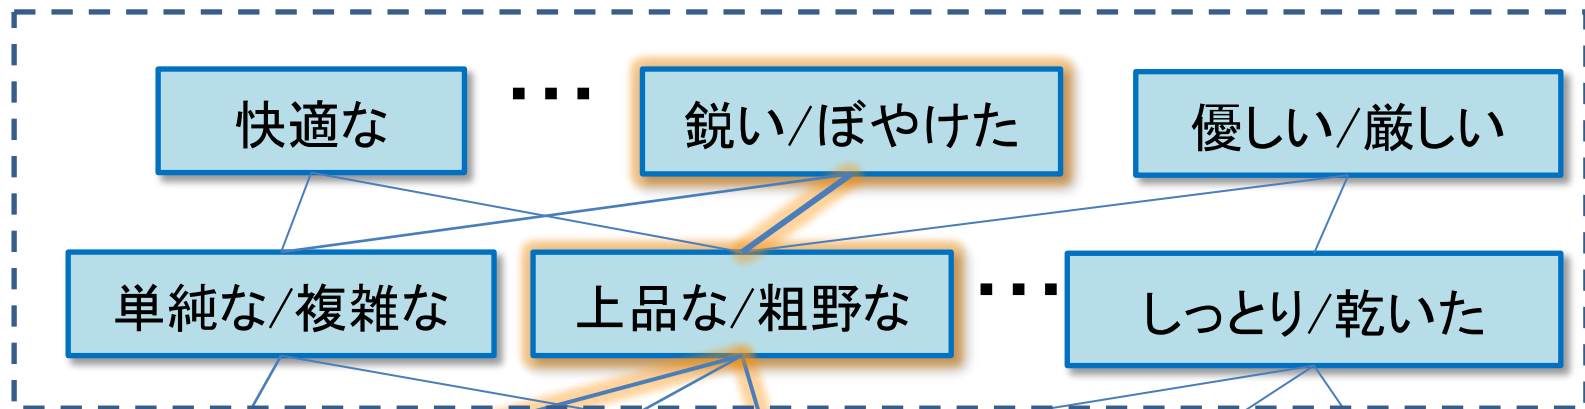 快適な ･･･ 鋭い/ぼやけた 優しい/厳しい
単純な/複雑な 上品な/粗野な ･･･ しっとり/乾いた